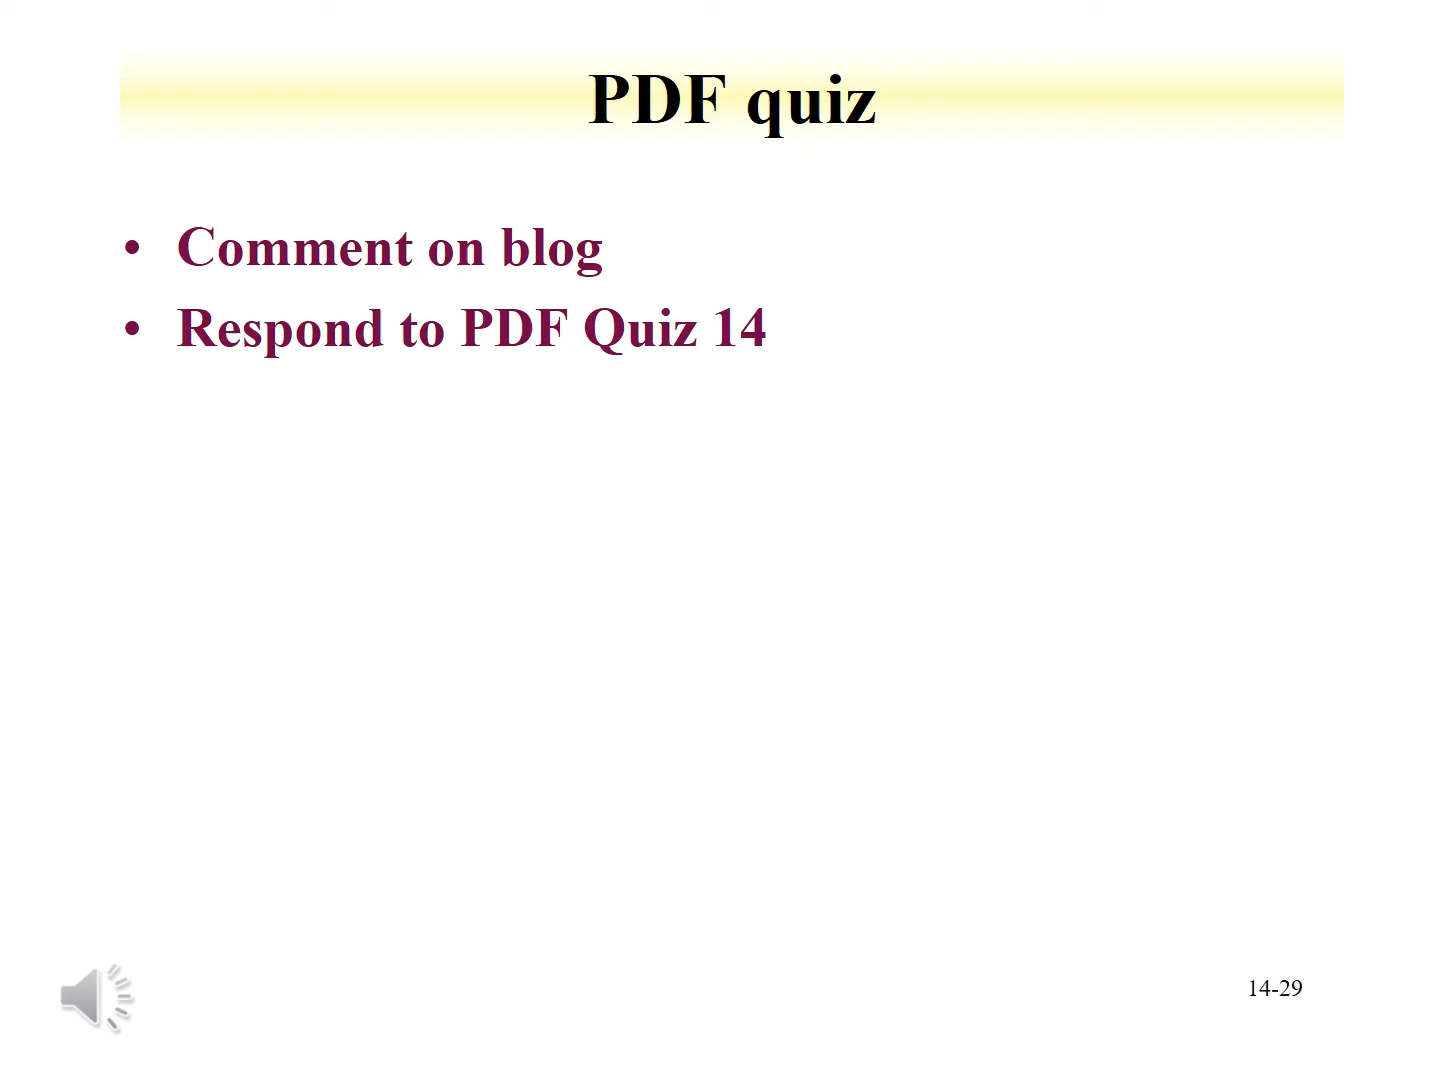 PDF quiz
• Comment on blog
• Respond to PDF Quiz 14
14-29